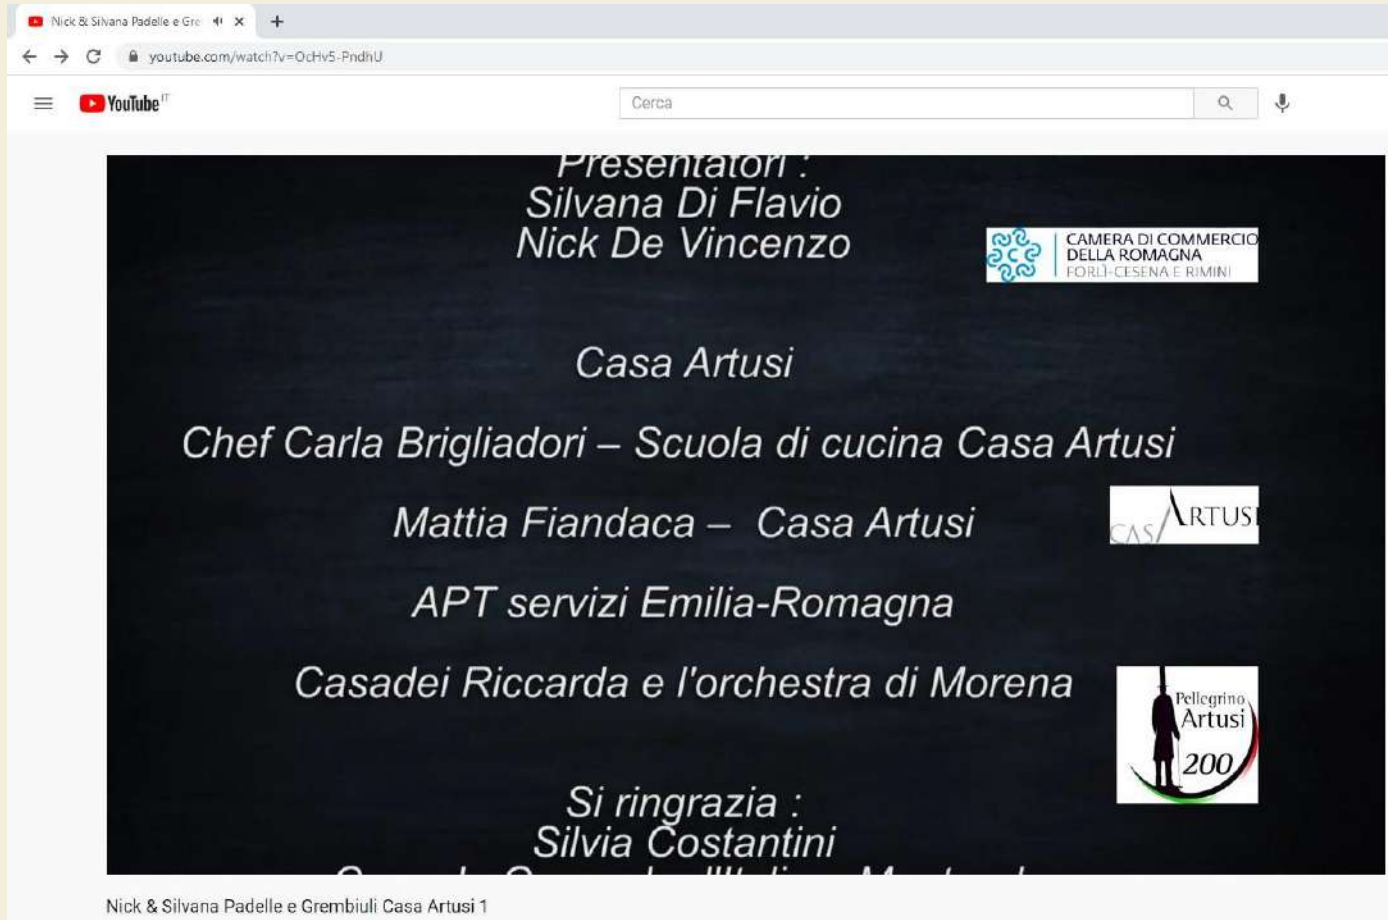 Nick & Silvana Padelle e Gre
youtube.com/watch?v=OcHv5-PndhU
YouTube IT
Cerca
Presentatori :
Silvana Di Flavio
Nick De Vincenzo
CAMERA DI COMMERCIO
DELLA ROMAGNA
FORLÌ-CESENA E RIMINI
Casa Artusi
Chef Carla Brigliadori – Scuola di cucina Casa Artusi
Mattia Fiandaca – Casa Artusi
CASARTUSI
APT servizi Emilia-Romagna
Casadei Riccarda e l'orchestra di Morena
Pellegrino
Artusi
200
Si ringrazia :
Silvia Costantini
Nick & Silvana Padelle e Grembiuli Casa Artusi 1